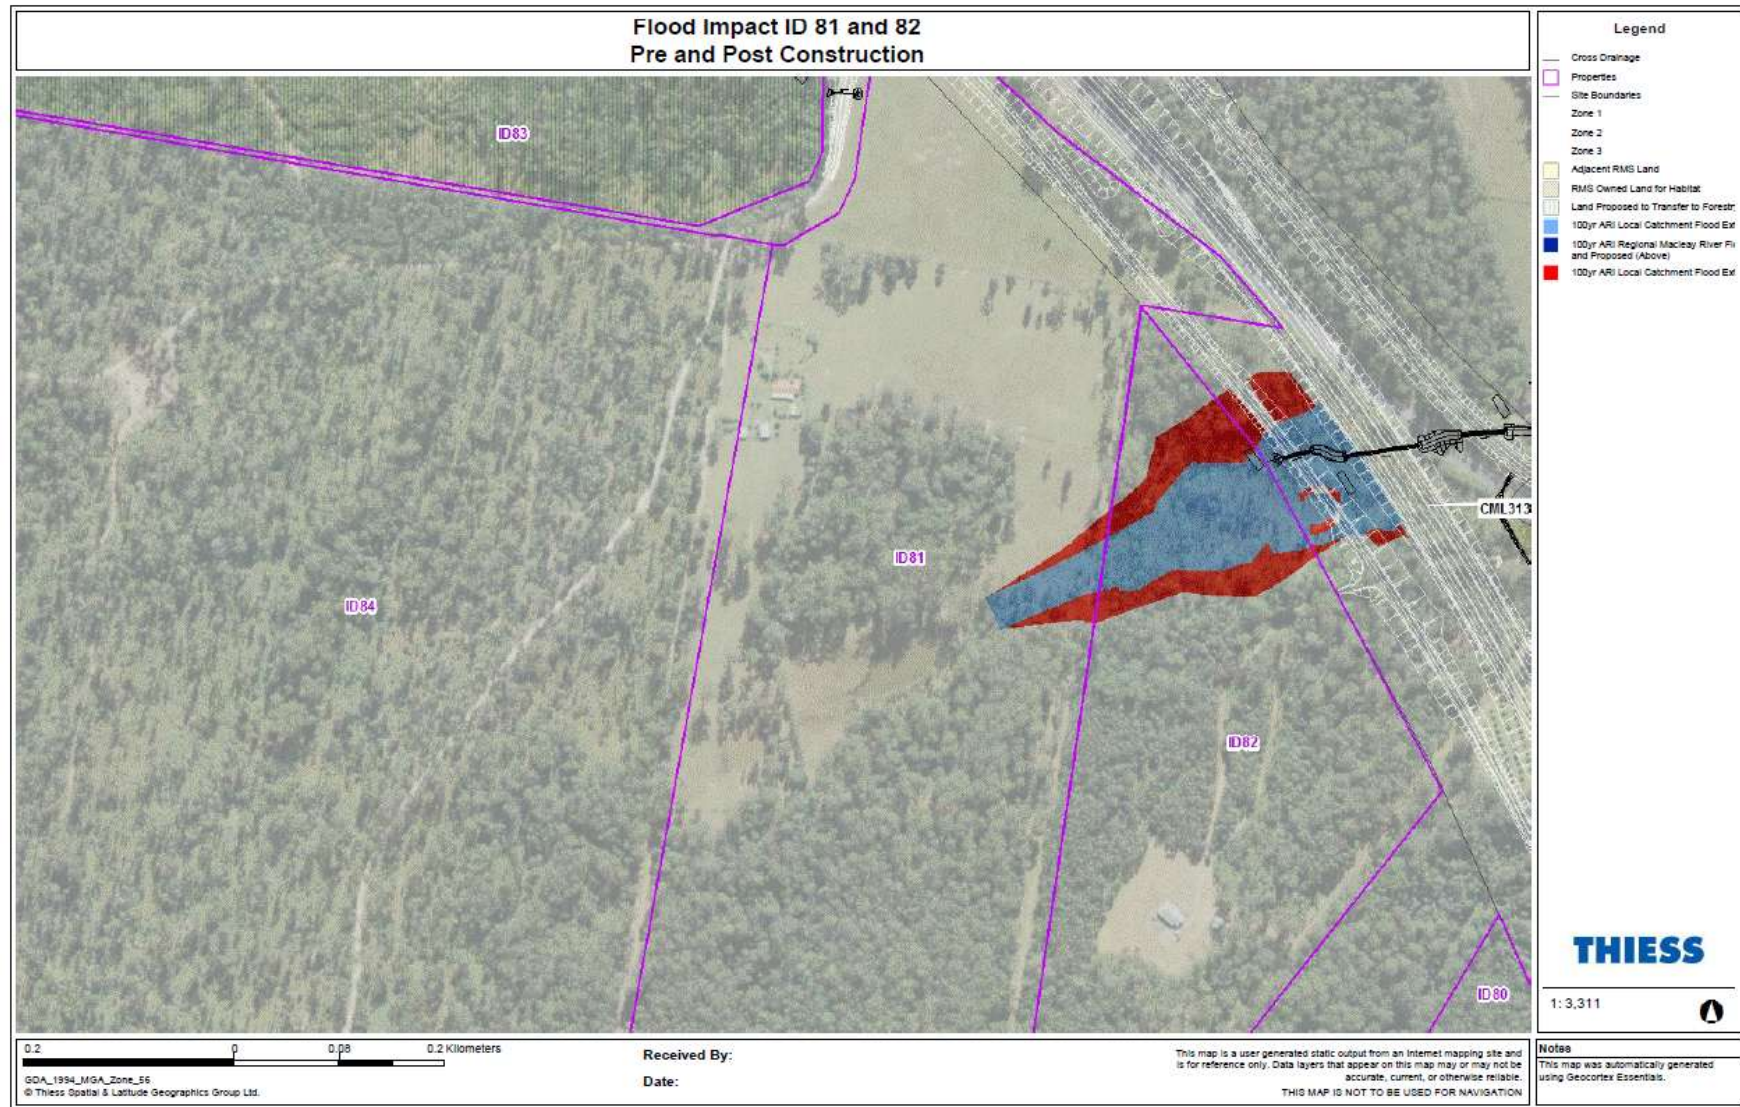 Flood Impact ID 81 and 82
Pre and Post Construction
Legend
Cross Drainage
Properties
Site Boundaries
Zone 1
Zone 2
Zone 3
Adjacent RMS Land
RMS Owned Land for Habitat
Land Proposed to Transfer to Forestr
100yr ARI Local Catchment Flood Ext
100yr ARI Regional Macleay River Fl
and Proposed (Above)
100yr ARI Local Catchment Flood Ext
ID83
CML313
ID81
ID84
ID82
ID80
THIESS
1: 3,311
0.2 0 0.08 0.2 Kilometers
GDA_1994_MGA_Zone_56
© Thiess Spatial & Latitude Geographics Group Ltd.
Received By:
Date:
This map is a user generated static output from an Internet mapping site and
is for reference only. Data layers that appear on this map may or may not be
accurate, current, or otherwise reliable.
THIS MAP IS NOT TO BE USED FOR NAVIGATION
Notes
This map was automatically generated
using Geocortex Essentials.